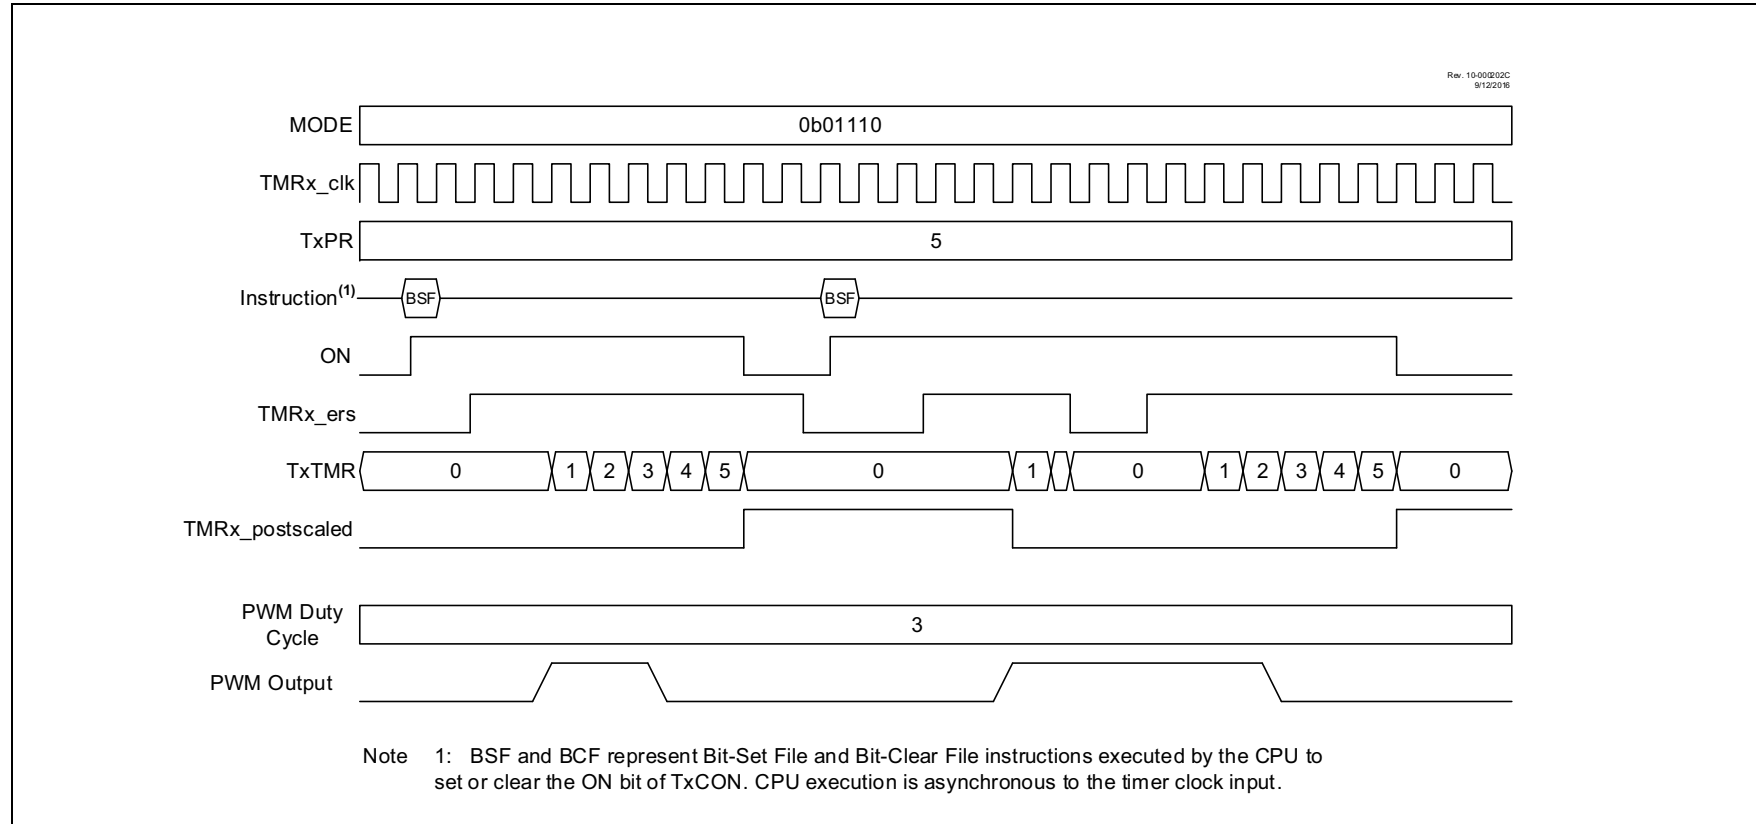 Rev. 10-000202C
9/12/2016
MODE 0b01110
TMRx_clk
TxPR 5
Instruction(1) BSF BSF
ON
TMRx_ers
TxTMR 0 1 2 3 4 5 0 1 0 1 2 3 4 5 0
TMRx_postscaled
PWM Duty
Cycle 3
PWM Output
Note 1: BSF and BCF represent Bit-Set File and Bit-Clear File instructions executed by the CPU to
set or clear the ON bit of TxCON. CPU execution is asynchronous to the timer clock input.